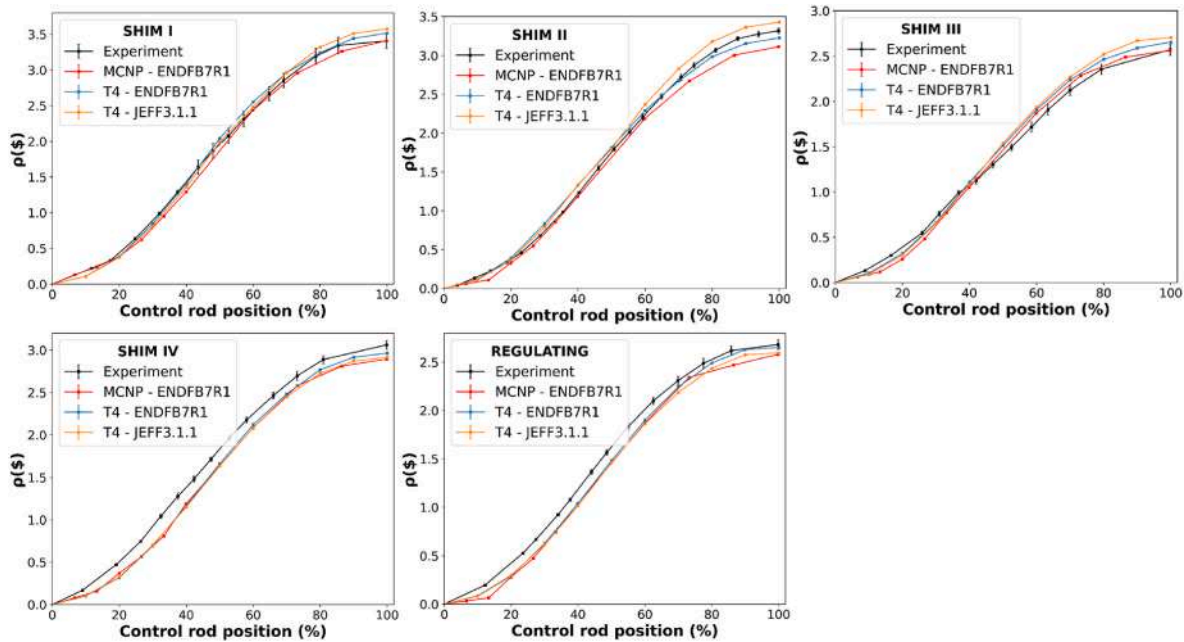 SHIM I
Experiment
MCNP - ENDFB7R1
T4 - ENDFB7R1
T4 - JEFF3.1.1
ρ($)
3.5
3.0
2.5
2.0
1.5
1.0
0.5
0.0
0 20 40 60 80 100
Control rod position (%)
SHIM II
Experiment
MCNP - ENDFB7R1
T4 - ENDFB7R1
T4 - JEFF3.1.1
ρ($)
3.5
3.0
2.5
2.0
1.5
1.0
0.5
0.0
0 20 40 60 80 100
Control rod position (%)
SHIM III
Experiment
MCNP - ENDFB7R1
T4 - ENDFB7R1
T4 - JEFF3.1.1
ρ($)
3.0
2.5
2.0
1.5
1.0
0.5
0.0
0 20 40 60 80 100
Control rod position (%)
SHIM IV
Experiment
MCNP - ENDFB7R1
T4 - ENDFB7R1
T4 - JEFF3.1.1
ρ($)
3.0
2.5
2.0
1.5
1.0
0.5
0.0
0 20 40 60 80 100
Control rod position (%)
REGULATING
Experiment
MCNP - ENDFB7R1
T4 - ENDFB7R1
T4 - JEFF3.1.1
ρ($)
2.5
2.0
1.5
1.0
0.5
0.0
0 20 40 60 80 100
Control rod position (%)